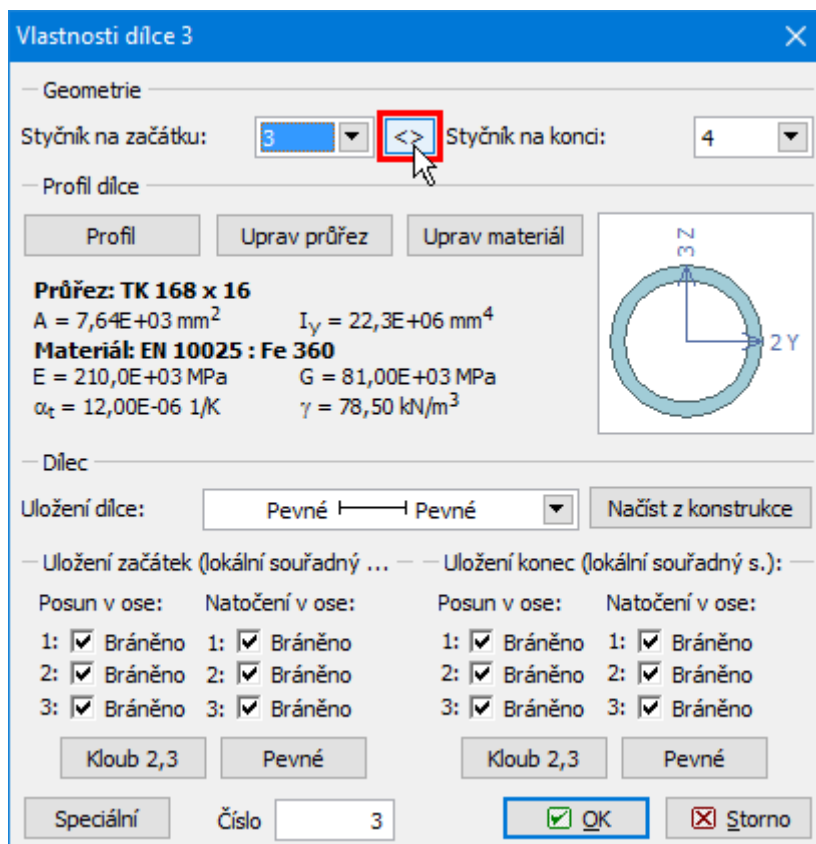 Vlastnosti dílce 3
Geometrie
Styčník na začátku: 3 <> Styčník na konci: 4
Profil dílce
Profil Uprav průřez Uprav materiál
3 Z
2 Y
Průřez: TK 168 x 16
A = 7,64E+03 mm² I_y = 22,3E+06 mm⁴
Materiál: EN 10025 : Fe 360
E = 210,0E+03 MPa G = 81,00E+03 MPa
α_t = 12,00E-06 1/K γ = 78,50 kN/m³
Dílec
Uložení dílce: Pevné Pevné Načíst z konstrukce
Uložení začátek (lokální souřadný ... Uložení konec (lokální souřadný s.):
Posun v ose: Natočení v ose: Posun v ose: Natočení v ose:
1: Bráněno 1: Bráněno 1: Bráněno 1: Bráněno
2: Bráněno 2: Bráněno 2: Bráněno 2: Bráněno
3: Bráněno 3: Bráněno 3: Bráněno 3: Bráněno
Kloub 2,3 Pevné Kloub 2,3 Pevné
Speciální Číslo 3 OK Storno